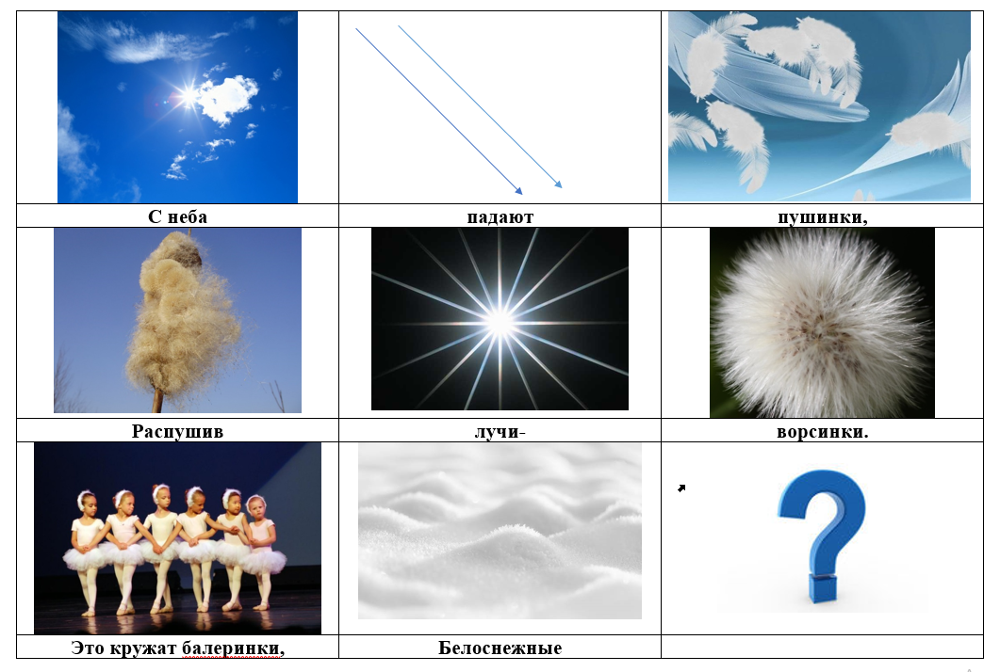 С неба
падают
пушинки,
Распушив
лучи-
ворсинки.
Это кружат балеринки,
Белоснежные